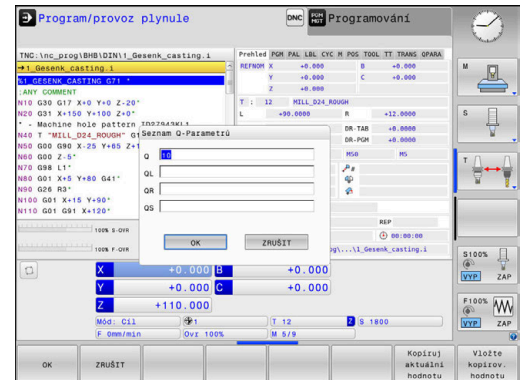 Program/provoz plynule
DNC
PGM MGT
Programování
TNC:\nc_prog\BHB\DIN\1_Gesenk_casting.i
→1_Gesenk_casting.i
%1_GESENK_CASTING G71 *
;ANY COMMENT
N10 G30 G17 X+0 Y+0 Z-20*
N20 G31 X+150 Y+100 Z+0*
* - Machine hole pattern ID27943KL1
N40 T "MILL_D24_ROUGH" G1
N50 G00 G90 X-25 Y+65 Z+1
N60 G00 Z-5*
N70 G98 L1*
N80 G01 X+5 Y+80 G41*
N90 G26 R3*
N100 G01 X+15 Y+90*
N110 G01 G91 X+120*
100% S-OVR
100% F-OVR
Prehled PGM PAL LBL CYC M POS TOOL TT TRANS QPARA
REFNOM X +0.000 B +0.000
Y +0.000 C +0.000
Z +0.000
T : 12 MILL_D24_ROUGH
L +90.0000 R +12.0000
DR-TAB +0.0000
DR-PGM +0.0000
M50 M5
REP
00:00:00
og\...\1_Gesenk_casting.i
Seznam Q-Parametrů
Q 10
QL
QR
QS
OK
ZRUŠIT
X +0.000 B +0.000
Y +0.000 C +0.000
Z +110.000
Mód: Cíl 1 T 12 Z S 1800
F 0mm/min Ovr 100% M 5/9
M
S
T
S100%
VYP ZAP
F100%
VYP ZAP
OK
ZRUŠIT
Kopíruj aktuální hodnotu
Vložte kopírov. hodnotu